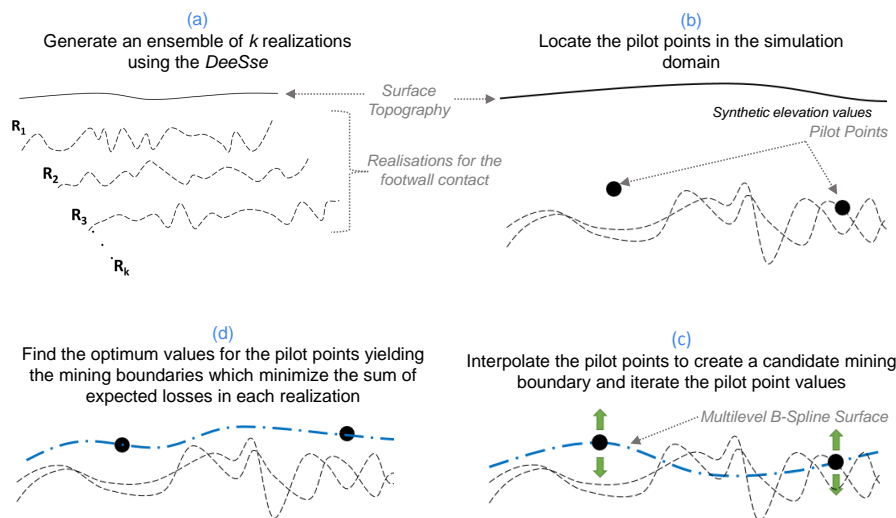 (a)
Generate an ensemble of k realizations
using the DeeSse
Surface
Topography
R1
R2
R3
Rk
Realisations for the
footwall contact
(b)
Locate the pilot points in the simulation
domain
Synthetic elevation values
Pilot Points
(d)
Find the optimum values for the pilot points yielding
the mining boundaries which minimize the sum of
expected losses in each realization
(c)
Interpolate the pilot points to create a candidate mining
boundary and iterate the pilot point values
Multilevel B-Spline Surface